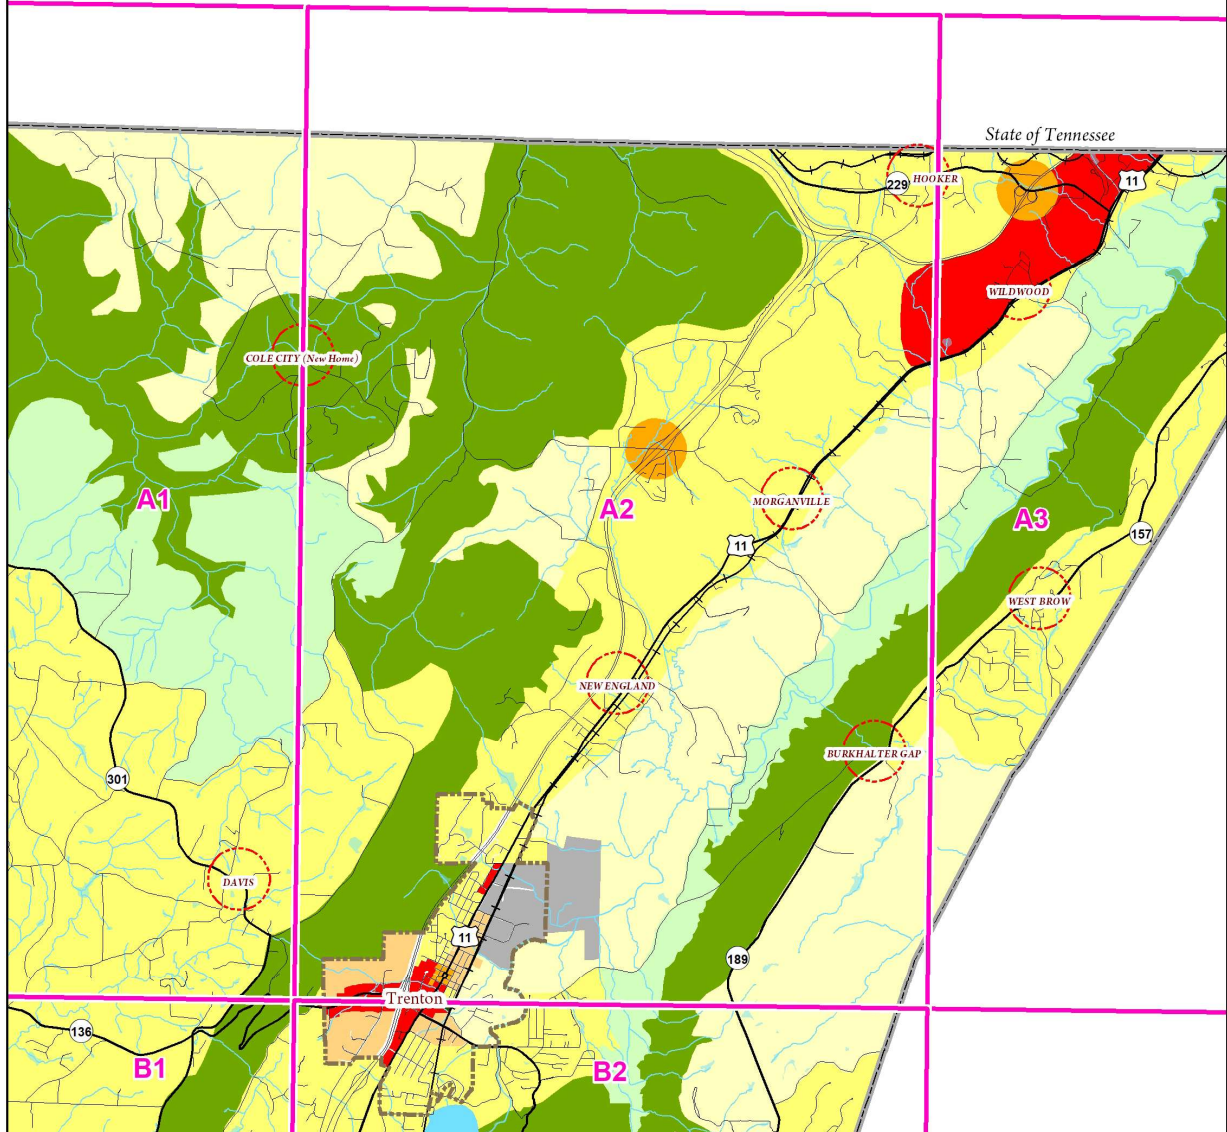 State of Tennessee
229
HOOKER
11
WILDWOOD
COLE CITY (New Home)
A1
A2
MORGANVILLE
A3
11
157
WEST BROW
NEW ENGLAND
BURKHALTER GAP
301
DAVIS
11
189
Trenton
136
B1
B2